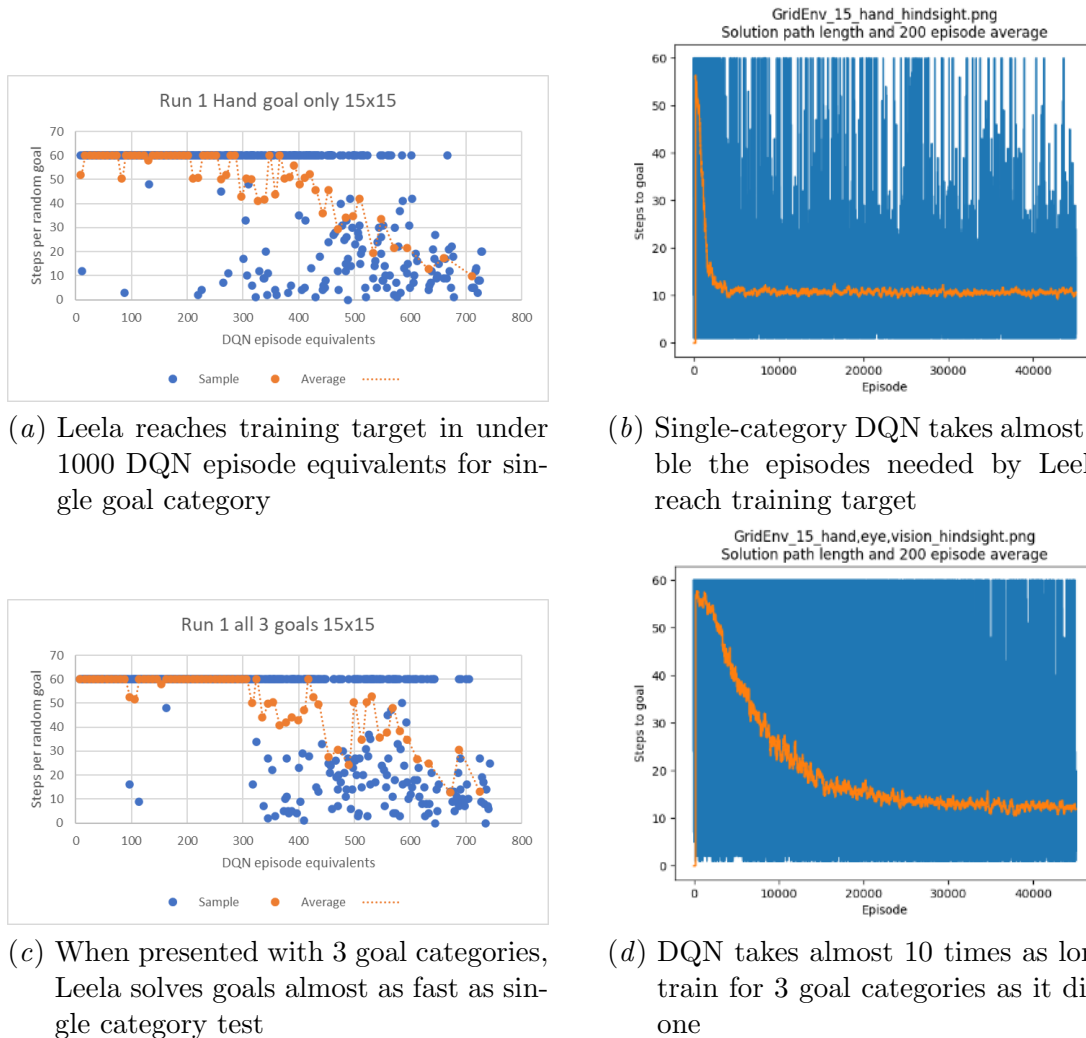 Run 1 Hand goal only 15x15
Steps per random goal
70
60
50
40
30
20
10
0
0 100 200 300 400 500 600 700 800
DQN episode equivalents
Sample Average
(a) Leela reaches training target in under
1000 DQN episode equivalents for sin-
gle goal category
GridEnv_15_hand_hindsight.png
Solution path length and 200 episode average
Steps to goal
60
50
40
30
20
10
0
0 10000 20000 30000 40000
Episode
(b) Single-category DQN takes almost
ble the episodes needed by Leel
reach training target
Run 1 all 3 goals 15x15
Steps per random goal
70
60
50
40
30
20
10
0
0 100 200 300 400 500 600 700 800
DQN episode equivalents
Sample Average
(c) When presented with 3 goal categories,
Leela solves goals almost as fast as sin-
gle category test
GridEnv_15_hand,eye,vision_hindsight.png
Solution path length and 200 episode average
Steps to goal
60
50
40
30
20
10
0
0 10000 20000 30000 40000
Episode
(d) DQN takes almost 10 times as lon
train for 3 goal categories as it di
one